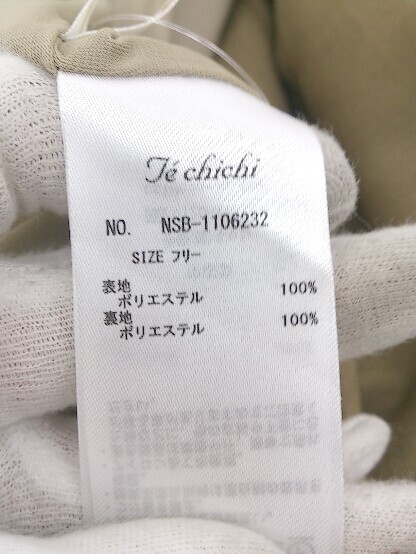 Té chichi
NO. NSB-1106232
SIZE フリー
表地
ポリエステル 100%
裏地
ポリエステル 100%